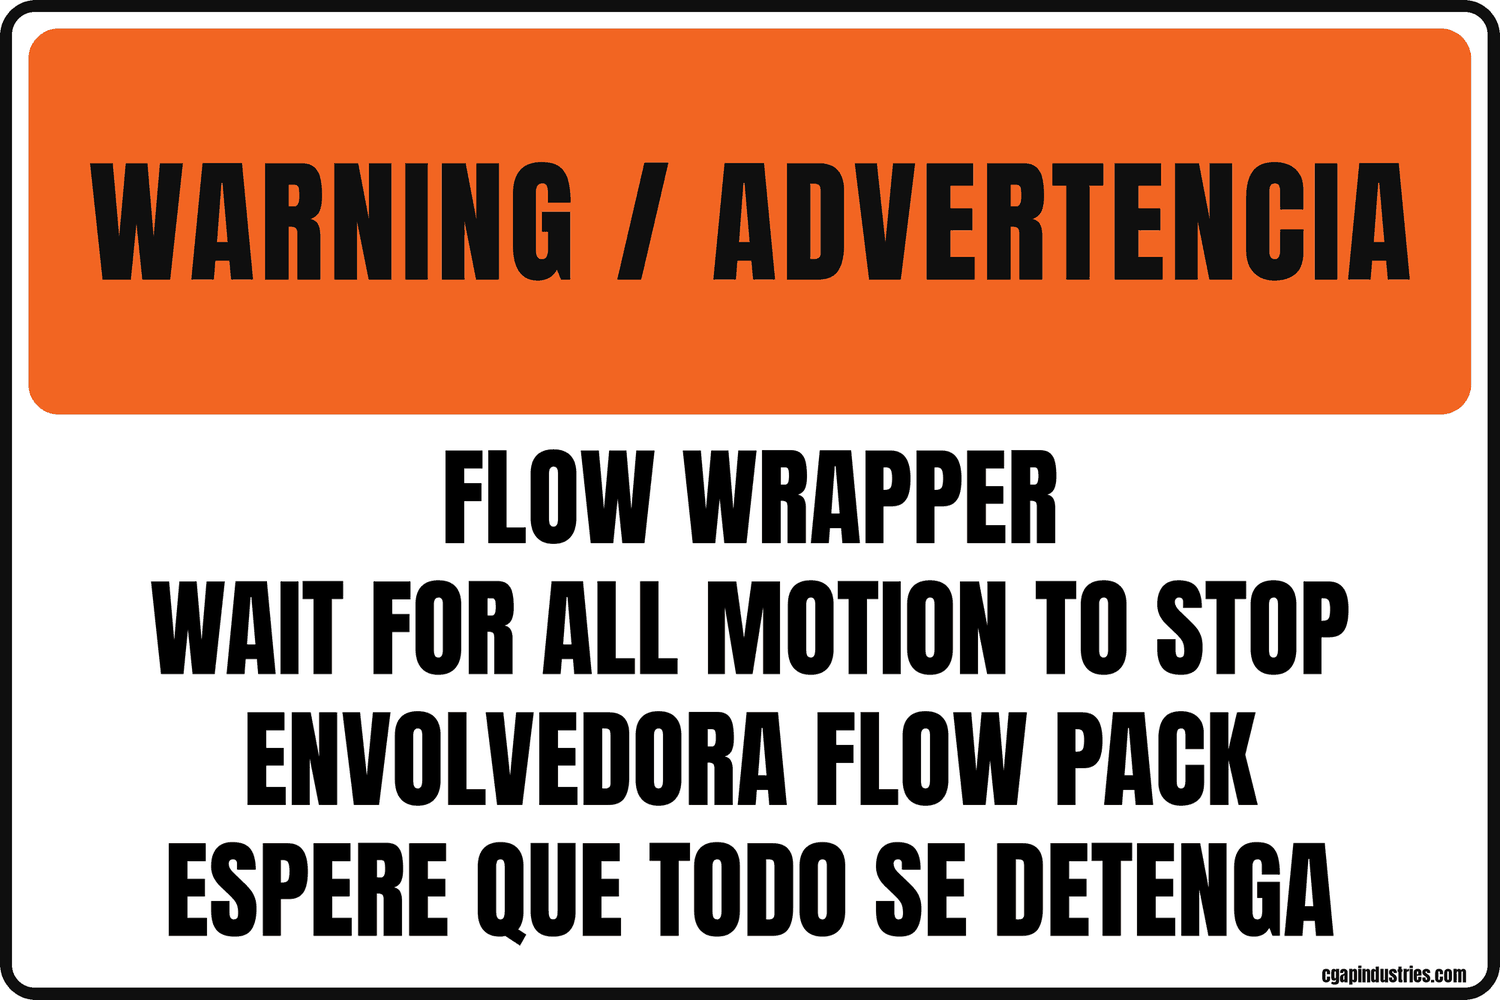 WARNING / ADVERTENCIA
FLOW WRAPPER
WAIT FOR ALL MOTION TO STOP
ENVOLVEDORA FLOW PACK
ESPERE QUE TODO SE DETENGA
cgapindustries.com